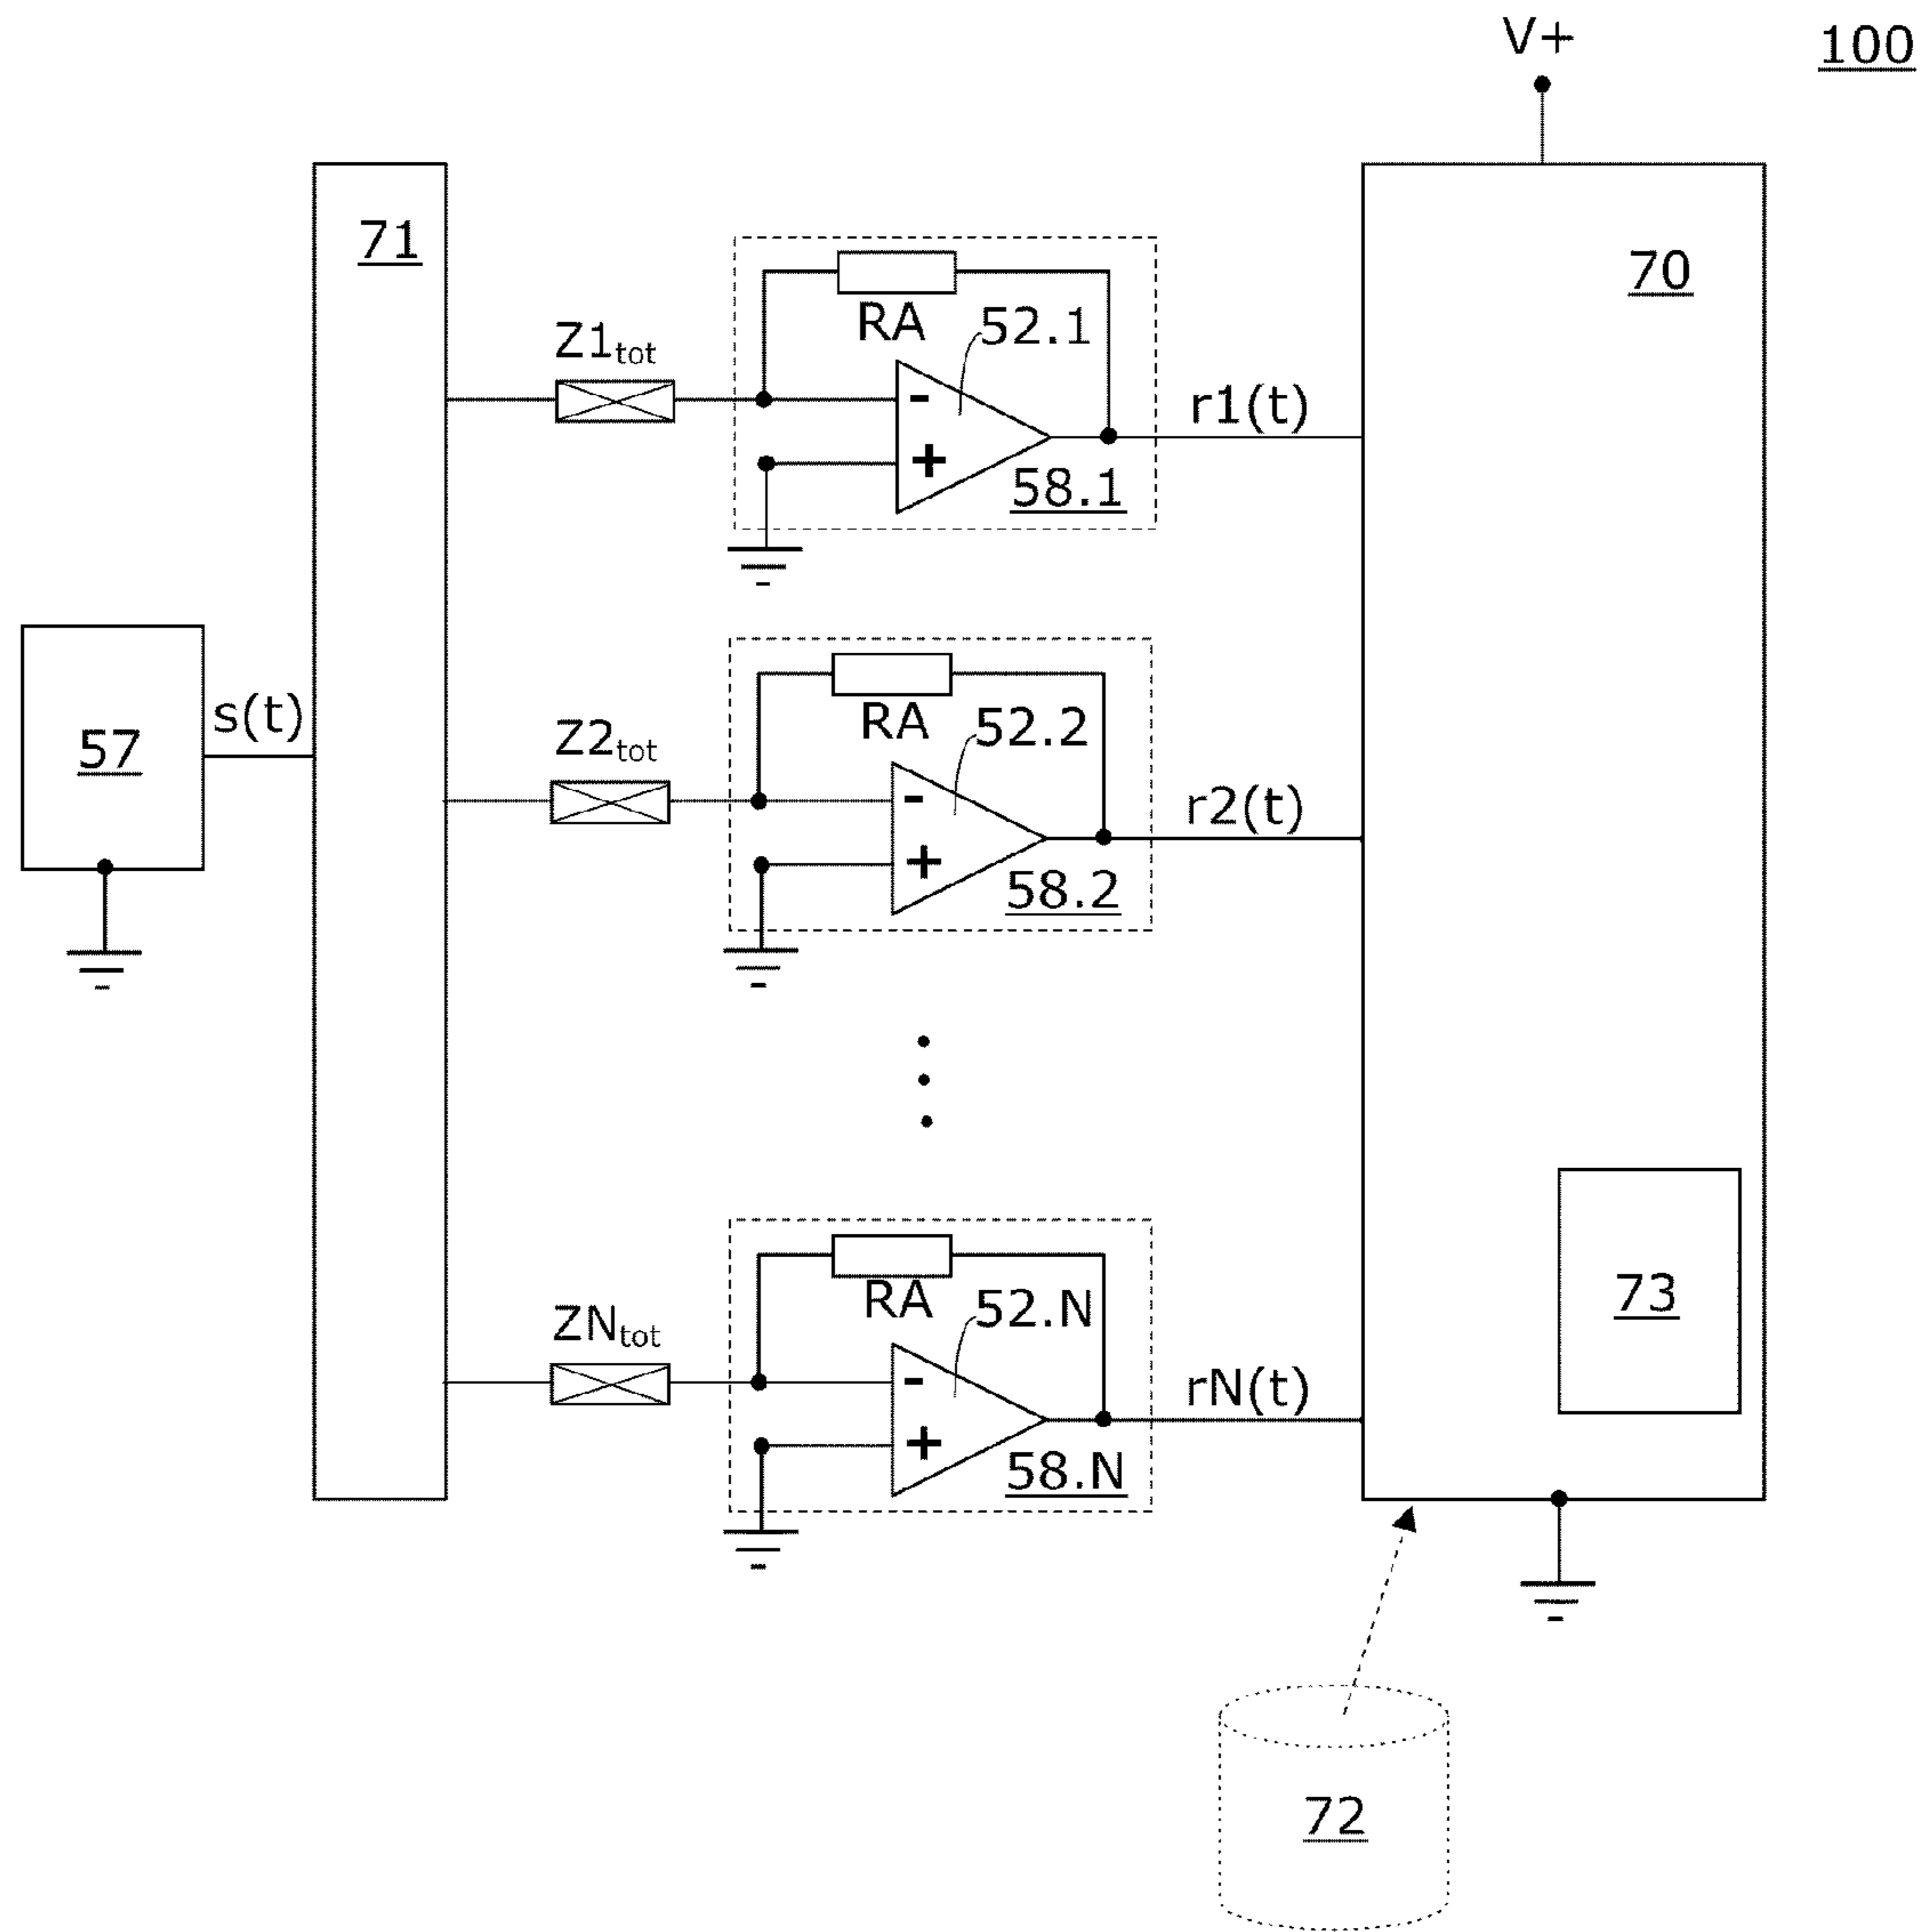 V+
100
71
70
RA
52.1
Z1tot
-
+
r1(t)
58.1
57
s(t)
RA
52.2
Z2tot
-
+
r2(t)
58.2
RA
52.N
ZNtot
-
+
rN(t)
58.N
73
72